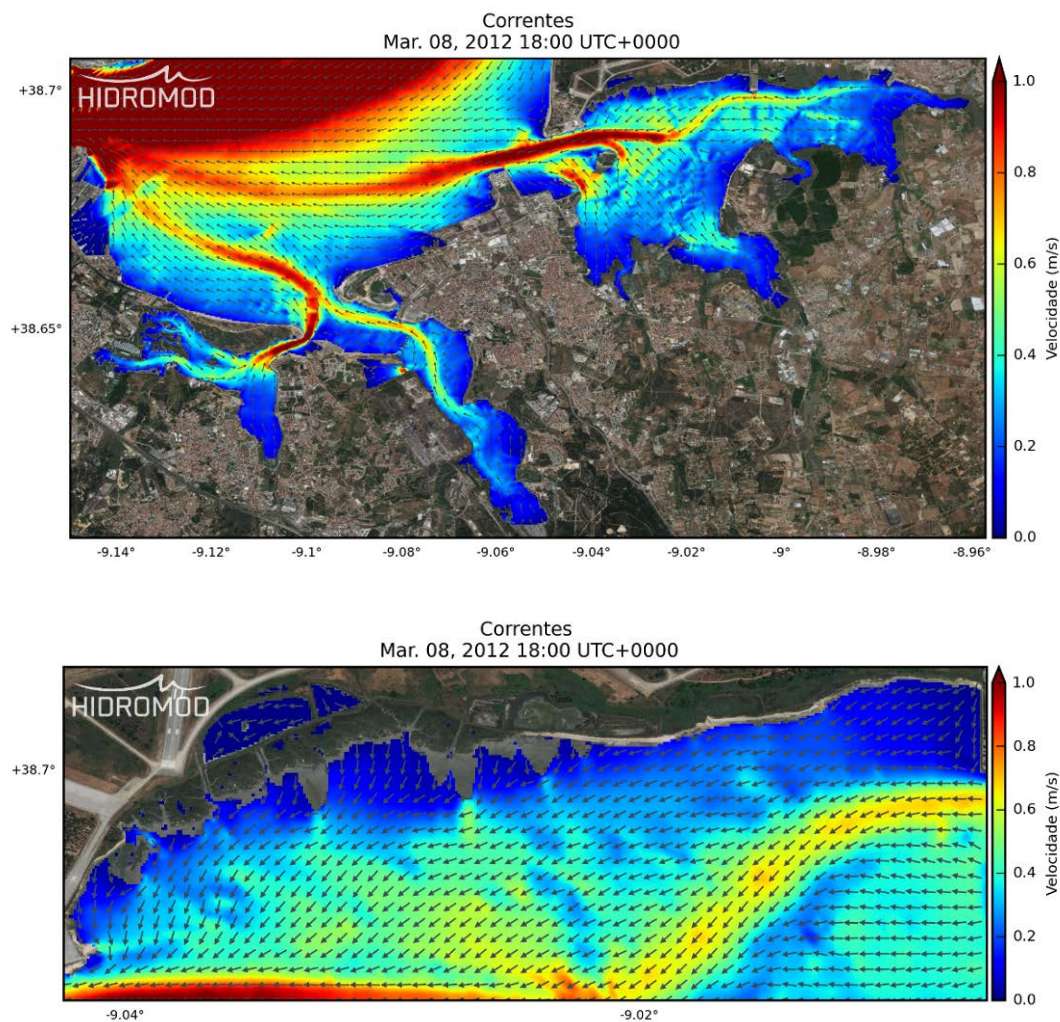 Correntes
Mar. 08, 2012 18:00 UTC+0000
HIDROMOD
+38.7°
+38.65°
-9.14° -9.12° -9.1° -9.08° -9.06° -9.04° -9.02° -9° -8.98° -8.96°
1.0
0.8
0.6
0.4
0.2
0.0
Velocidade (m/s)
Correntes
Mar. 08, 2012 18:00 UTC+0000
HIDROMOD
+38.7°
-9.04° -9.02°
1.0
0.8
0.6
0.4
0.2
0.0
Velocidade (m/s)